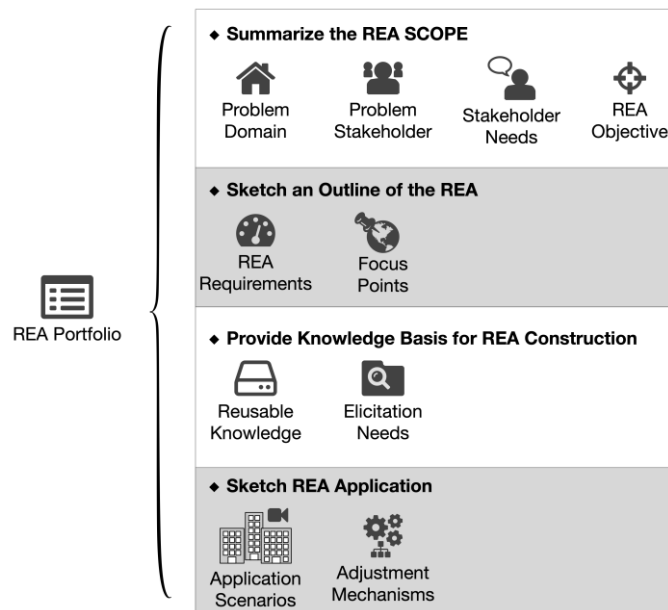 REA Portfolio
◆ Summarize the REA SCOPE
Problem
Domain
Problem
Stakeholder
Stakeholder
Needs
REA
Objective
◆ Sketch an Outline of the REA
REA
Requirements
Focus
Points
◆ Provide Knowledge Basis for REA Construction
Reusable
Knowledge
Elicitation
Needs
◆ Sketch REA Application
Application
Scenarios
Adjustment
Mechanisms